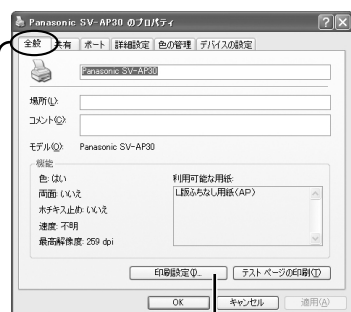 Panasonic SV-AP30 のプロパティ
全般 共有 ポート 詳細設定 色の管理 デバイスの設定
Panasonic SV-AP30
場所(L):
コメント(C):
モデル(O): Panasonic SV-AP30
機能
色: はい
両面: いいえ
ホチキス止め: いいえ
速度: 不明
最高解像度: 259 dpi
利用可能な用紙:
L版ふちなし用紙(AP)
印刷設定(I)...
テスト ページの印刷(T)
OK キャンセル 適用(A)